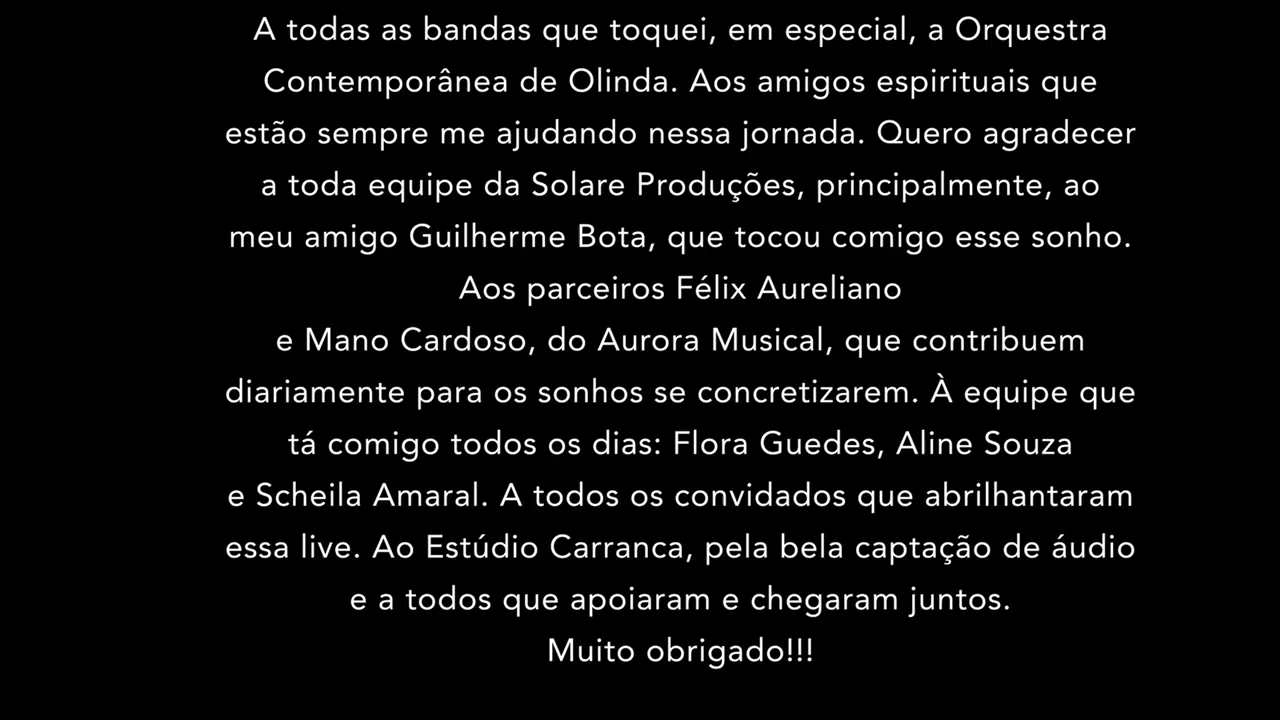 A todas as bandas que toquei, em especial, a Orquestra
Contemporânea de Olinda. Aos amigos espirituais que
estão sempre me ajudando nessa jornada. Quero agradecer
a toda equipe da Solare Produções, principalmente, ao
meu amigo Guilherme Bota, que tocou comigo esse sonho.
Aos parceiros Félix Aureliano
e Mano Cardoso, do Aurora Musical, que contribuem
diariamente para os sonhos se concretizarem. À equipe que
tá comigo todos os dias: Flora Guedes, Aline Souza
e Scheila Amaral. A todos os convidados que abrilhantaram
essa live. Ao Estúdio Carranca, pela bela captação de áudio
e a todos que apoiaram e chegaram juntos.
Muito obrigado!!!